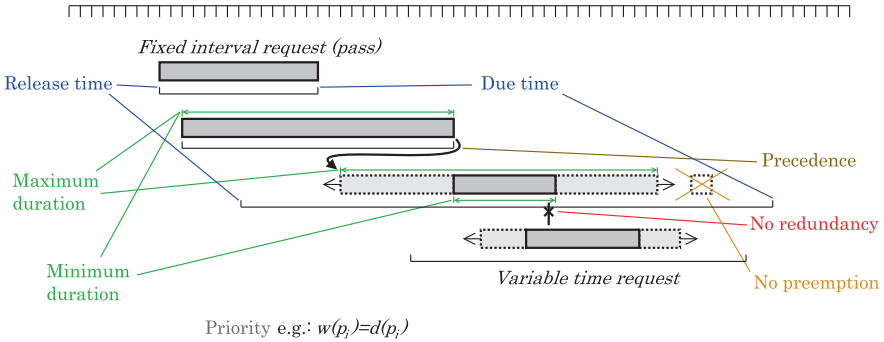 Fixed interval request (pass)
Release time
Due time
Precedence
Maximum
duration
No redundancy
Minimum
duration
Variable time request
No preemption
Priority e.g.: w(pᵢ)=d(pᵢ)